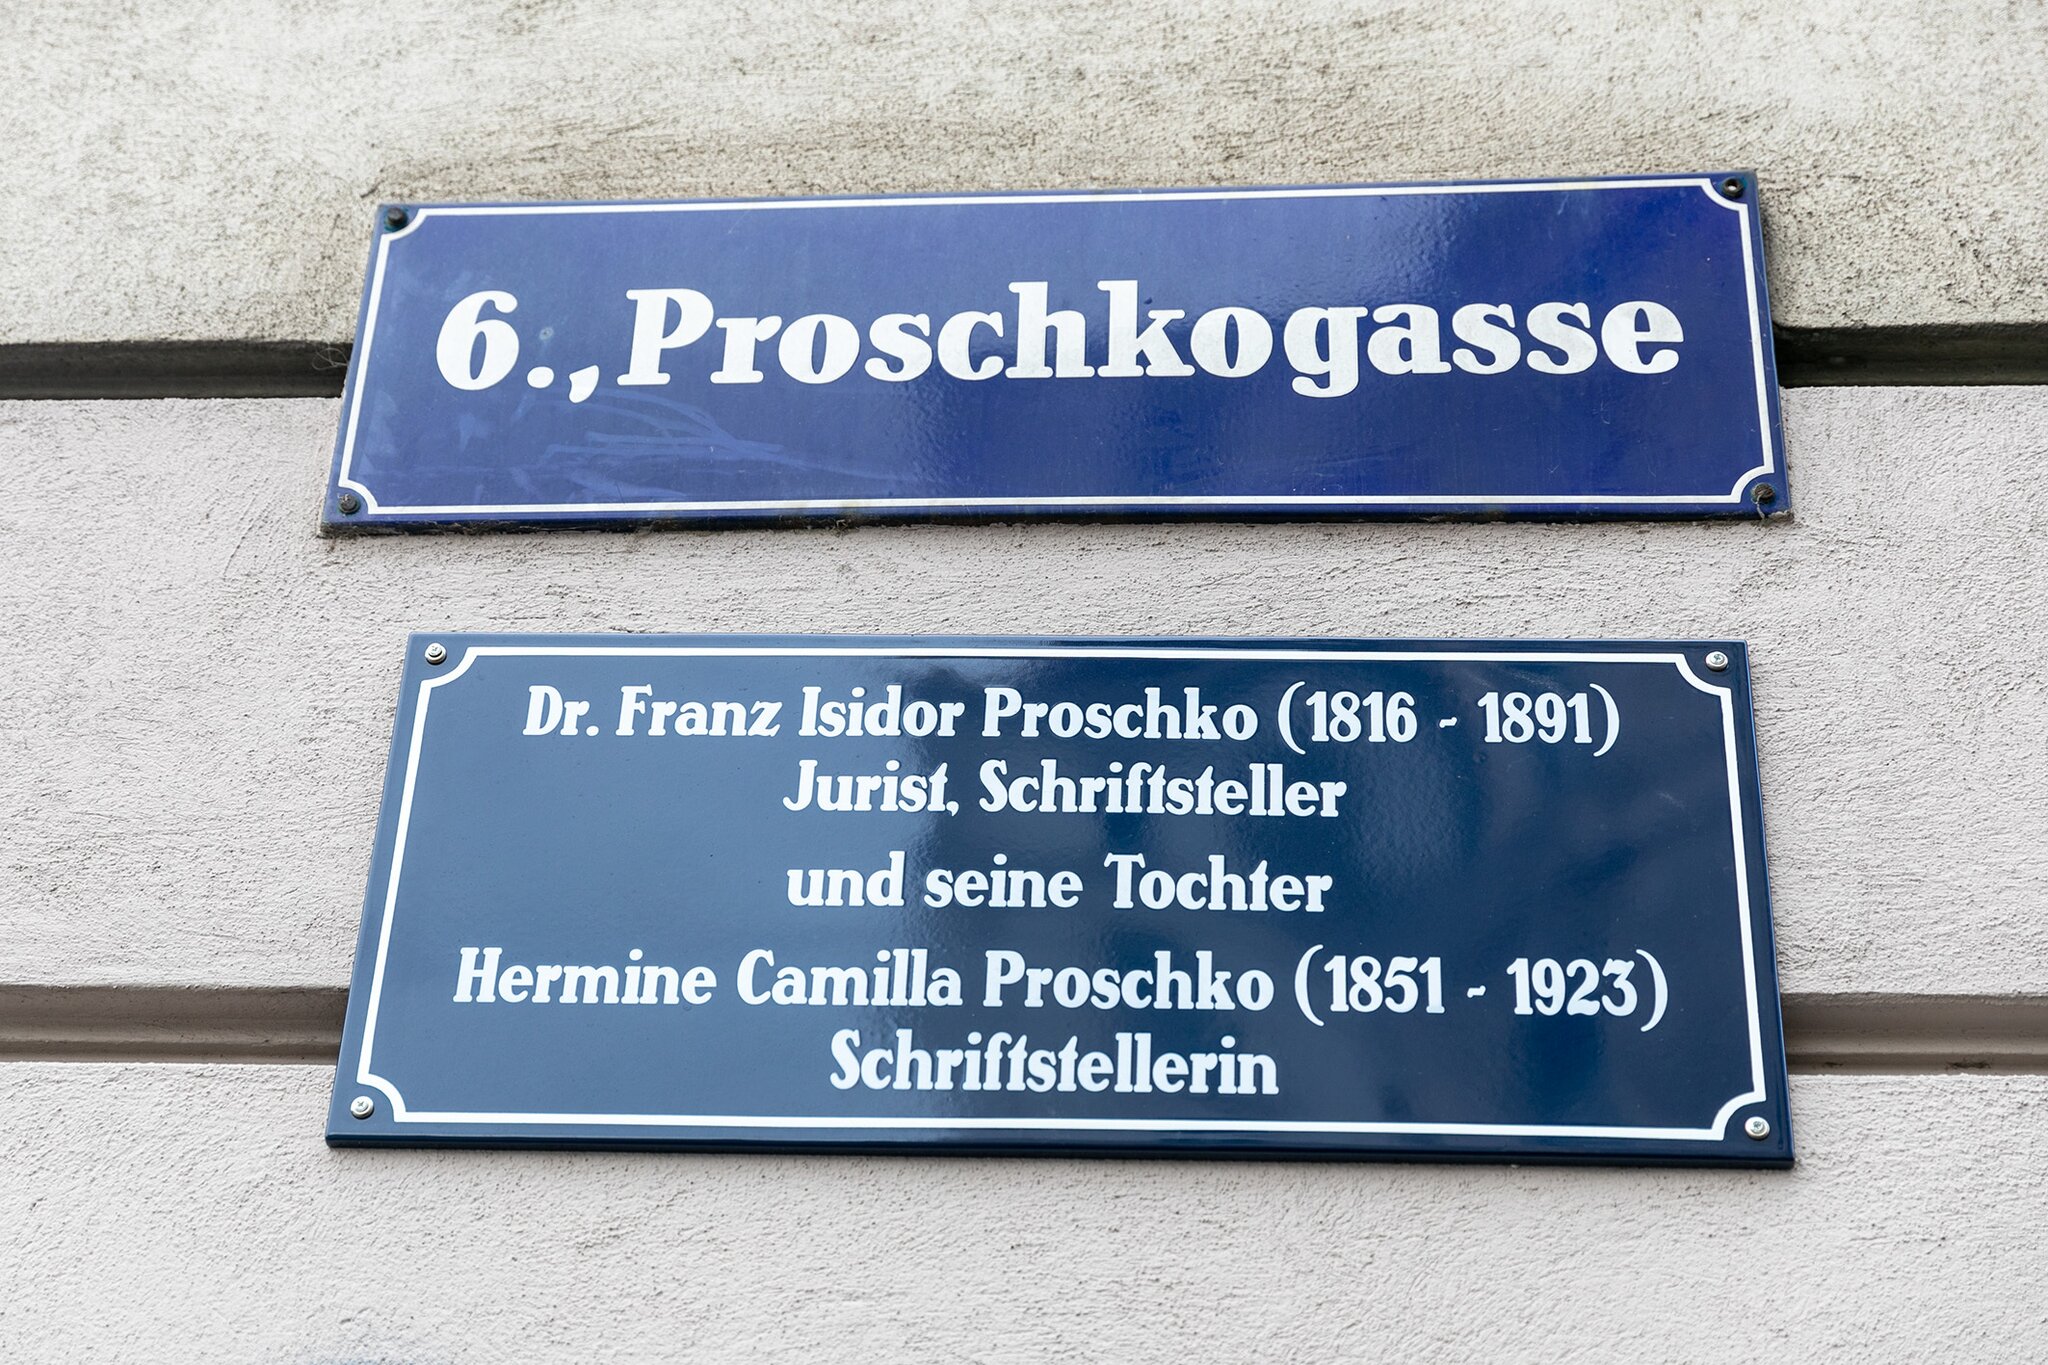 6., Proschkogasse
Dr. Franz Isidor Proschko (1816 - 1891)
Jurist, Schriftsteller
und seine Tochter
Hermine Camilla Proschko (1851 - 1923)
Schriftstellerin